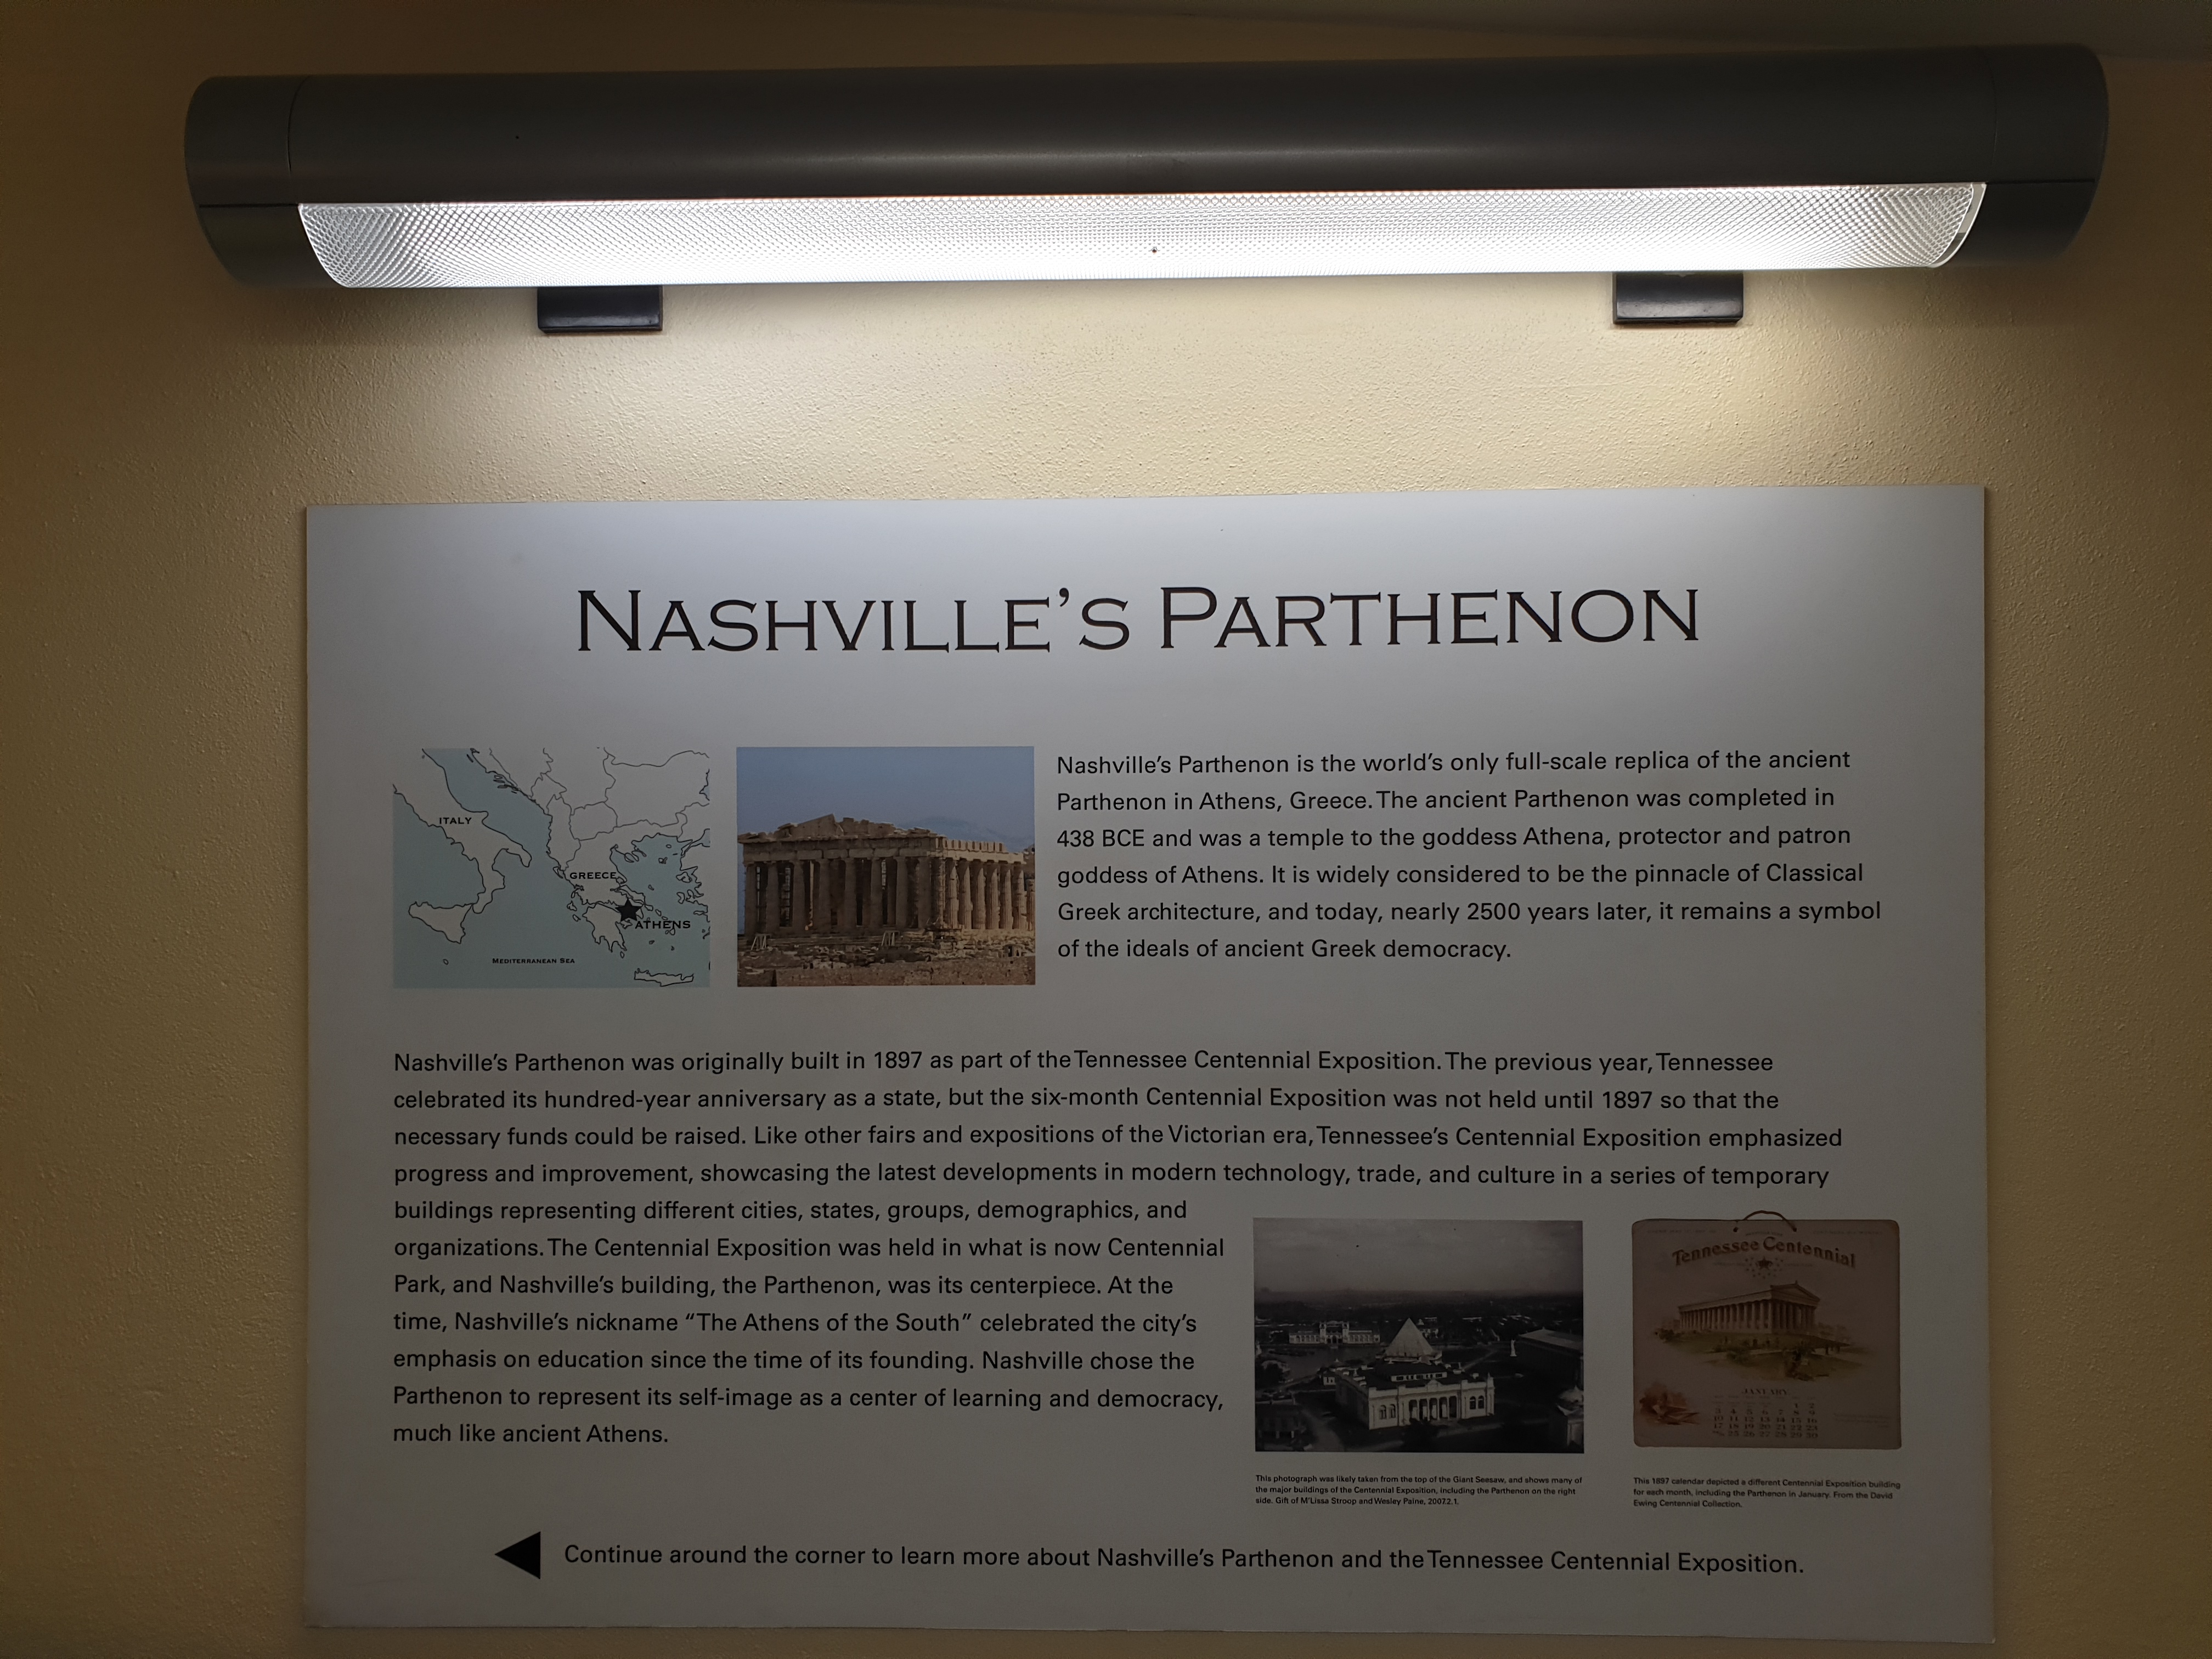 NASHVILLE'S PARTHENON
ITALY
GREECE
ATHENS
MEDITERRANEAN SEA
Nashville's Parthenon is the world's only full-scale replica of the ancient
Parthenon in Athens, Greece. The ancient Parthenon was completed in
438 BCE and was a temple to the goddess Athena, protector and patron
goddess of Athens. It is widely considered to be the pinnacle of Classical
Greek architecture, and today, nearly 2500 years later, it remains a symbol
of the ideals of ancient Greek democracy.
Nashville's Parthenon was originally built in 1897 as part of the Tennessee Centennial Exposition. The previous year, Tennessee
celebrated its hundred-year anniversary as a state, but the six-month Centennial Exposition was not held until 1897 so that the
necessary funds could be raised. Like other fairs and expositions of the Victorian era, Tennessee's Centennial Exposition emphasized
progress and improvement, showcasing the latest developments in modern technology, trade, and culture in a series of temporary
buildings representing different cities, states, groups, demographics, and
organizations. The Centennial Exposition was held in what is now Centennial
Park, and Nashville's building, the Parthenon, was its centerpiece. At the
time, Nashville's nickname “The Athens of the South” celebrated the city's
emphasis on education since the time of its founding. Nashville chose the
Parthenon to represent its self-image as a center of learning and democracy,
much like ancient Athens.
Tennessee Centennial
JANUARY
This photograph was likely taken from the top of the Giant Seesaw, and shows many of
the major buildings of the Centennial Exposition, including the Parthenon on the right
side. Gift of M'Lissa Stroop and Wesley Paine, 2007.2.1.
This 1897 calendar depicted a different Centennial Exposition building
for each month, including the Parthenon in January. From the David
Ewing Centennial Collection.
Continue around the corner to learn more about Nashville's Parthenon and the Tennessee Centennial Exposition.